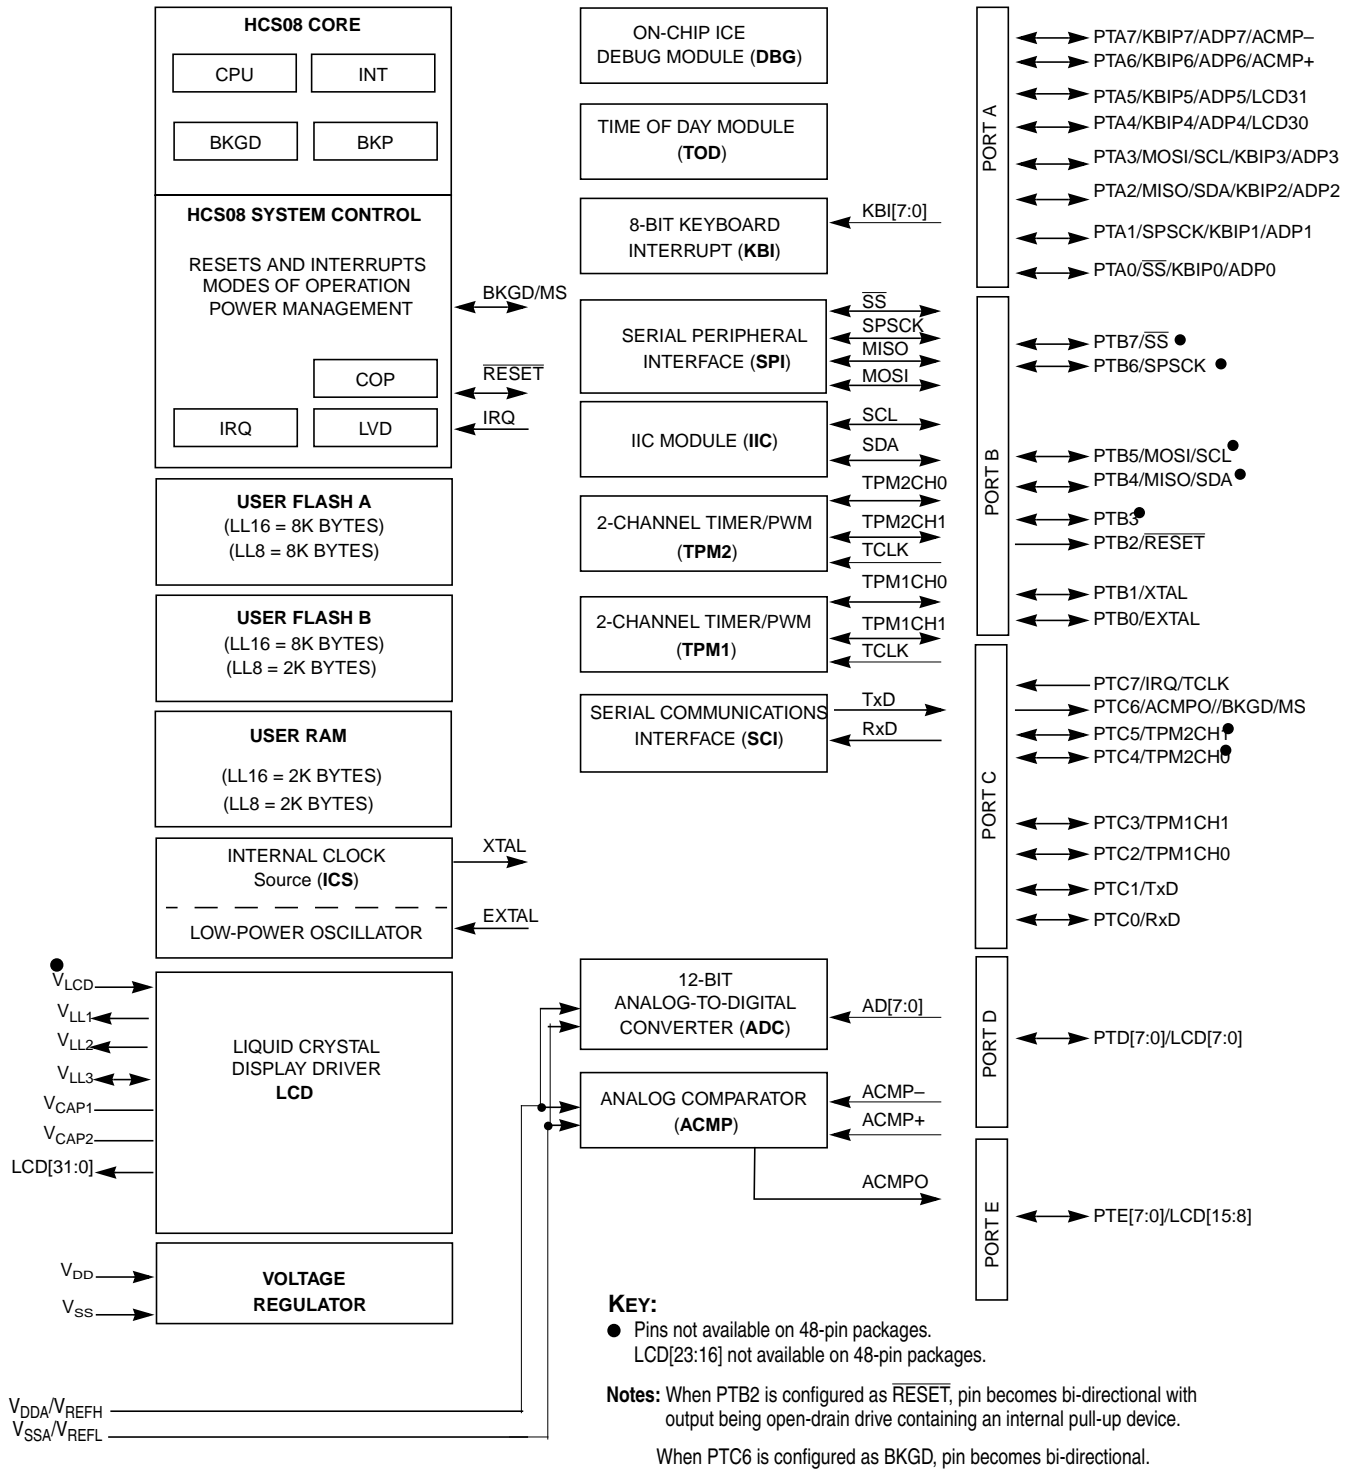 HCS08 CORE
CPU
INT
BKGD
BKP
HCS08 SYSTEM CONTROL
RESETS AND INTERRUPTS
MODES OF OPERATION
POWER MANAGEMENT
COP
IRQ
LVD
BKGD/MS
RESET
IRQ
USER FLASH A
(LL16 = 8K BYTES)
(LL8 = 8K BYTES)
USER FLASH B
(LL16 = 8K BYTES)
(LL8 = 2K BYTES)
USER RAM
(LL16 = 2K BYTES)
(LL8 = 2K BYTES)
INTERNAL CLOCK
Source (ICS)
LOW-POWER OSCILLATOR
XTAL
EXTAL
VLCD
VLL1
VLL2
VLL3
VCAP1
VCAP2
LCD[31:0]
LIQUID CRYSTAL
DISPLAY DRIVER
LCD
VDD
VSS
VOLTAGE
REGULATOR
VDDA/VREFH
VSSA/VREFL
ON-CHIP ICE
DEBUG MODULE (DBG)
TIME OF DAY MODULE
(TOD)
8-BIT KEYBOARD
INTERRUPT (KBI)
KBI[7:0]
SERIAL PERIPHERAL
INTERFACE (SPI)
SS
SPSCK
MISO
MOSI
IIC MODULE (IIC)
SCL
SDA
2-CHANNEL TIMER/PWM
(TPM2)
TPM2CH0
TPM2CH1
TCLK
2-CHANNEL TIMER/PWM
(TPM1)
TPM1CH0
TPM1CH1
TCLK
SERIAL COMMUNICATIONS
INTERFACE (SCI)
TxD
RxD
12-BIT
ANALOG-TO-DIGITAL
CONVERTER (ADC)
AD[7:0]
ANALOG COMPARATOR
(ACMP)
ACMP–
ACMP+
ACMPO
PORT A
PTA7/KBIP7/ADP7/ACMP–
PTA6/KBIP6/ADP6/ACMP+
PTA5/KBIP5/ADP5/LCD31
PTA4/KBIP4/ADP4/LCD30
PTA3/MOSI/SCL/KBIP3/ADP3
PTA2/MISO/SDA/KBIP2/ADP2
PTA1/SPSCK/KBIP1/ADP1
PTA0/SS/KBIP0/ADP0
PORT B
PTB7/SS ●
PTB6/SPSCK ●
PTB5/MOSI/SCL●
PTB4/MISO/SDA●
PTB3●
PTB2/RESET
PTB1/XTAL
PTB0/EXTAL
PORT C
PTC7/IRQ/TCLK
PTC6/ACMPO//BKGD/MS
PTC5/TPM2CH1●
PTC4/TPM2CH0●
PTC3/TPM1CH1
PTC2/TPM1CH0
PTC1/TxD
PTC0/RxD
PORT D
PTD[7:0]/LCD[7:0]
PORT E
PTE[7:0]/LCD[15:8]
KEY:
● Pins not available on 48-pin packages.
LCD[23:16] not available on 48-pin packages.
Notes: When PTB2 is configured as RESET, pin becomes bi-directional with
output being open-drain drive containing an internal pull-up device.
When PTC6 is configured as BKGD, pin becomes bi-directional.